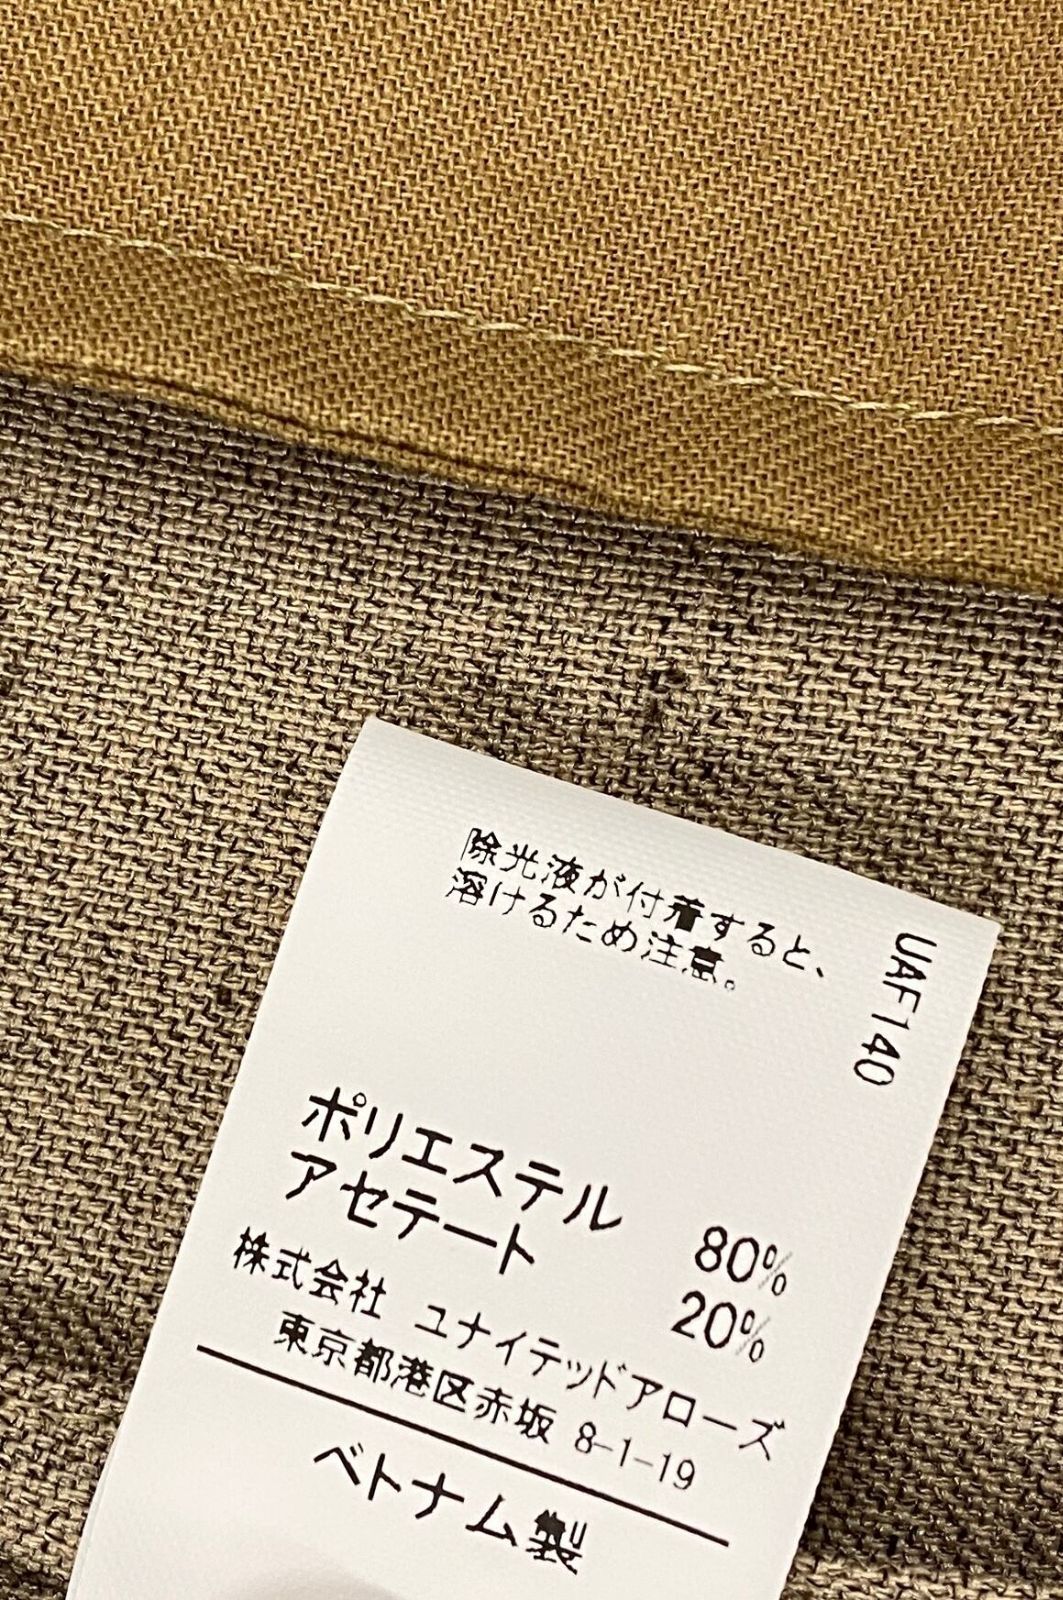 除光液が付着すると、
溶けるため注意。
UAF140
ポリエステル 80%
アセテート 20%
株式会社 ユナイテッドアローズ
東京都港区赤坂 8-1-19
ベトナム製